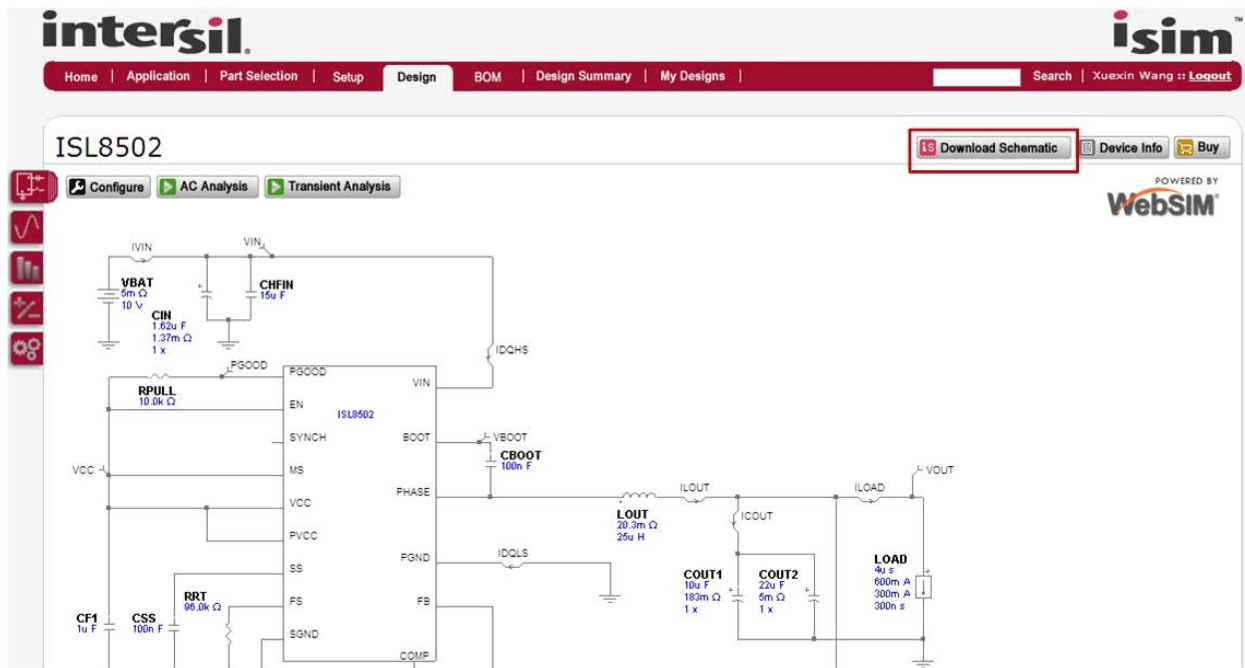 intersil
isim™
Home | Application | Part Selection | Setup Design BOM | Design Summary | My Designs |
Search | Xuexin Wang :: Logout
ISL8502
iS Download Schematic
Device Info
Buy
Configure
AC Analysis
Transient Analysis
POWERED BY
WebSIM
IVIN
VIN
VBAT
5m Ω
10 V
CHFIN
15u F
CIN
1.62u F
1.37m Ω
1 x
IDQHS
PGOOD
PGOOD
VIN
RPULL
10.0k Ω
EN
ISL8502
SYNCH
BOOT
VBOOT
CBOOT
100n F
VCC
MS
PHASE
ILOUT
ILOAD
VOUT
VCC
LOUT
20.3m Ω
25u H
ICOUT
PVCC
PGND
IDQLS
SS
COUT1
10u F
183m Ω
1 x
COUT2
22u F
5m Ω
1 x
LOAD
4u s
600m A
300m A
300n s
RRT
96.0k Ω
FS
FB
CF1
1u F
CSS
100n F
SGND
COMP